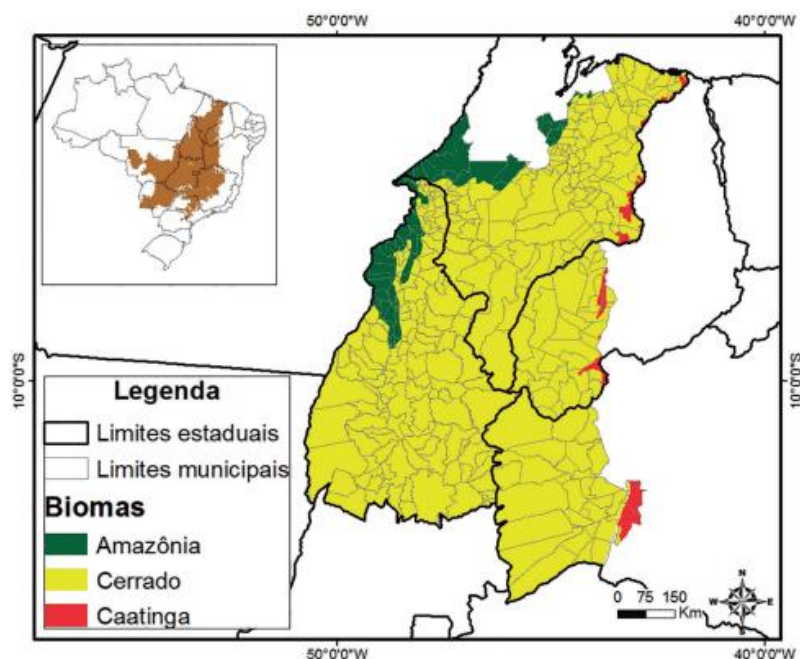 50°0'0"W
40°0'0"W
10°0'0"S
10°0'0"S
Legenda
Limites estaduais
Limites municipais
Biomas
Amazônia
Cerrado
Caatinga
N
W
E
S
0 75 150
Km
50°0'0"W
40°0'0"W